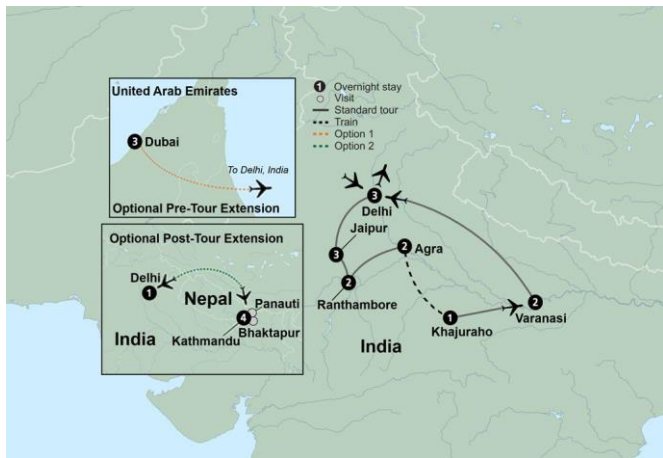 United Arab Emirates
3 Dubai
To Delhi, India
Optional Pre-Tour Extension
1 Overnight stay
Visit
Standard tour
Train
Option 1
Option 2
Optional Post-Tour Extension
Delhi
1
Nepal
Panauti
4
India
Kathmandu
Bhaktapur
3
Delhi
Jaipur
3
2
Agra
2
Ranthambore
1
Khajuraho
2
Varanasi
India